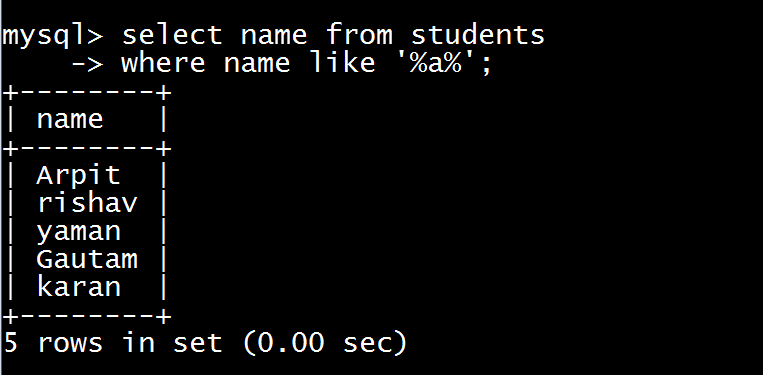 mysql> select name from students
    -> where name like '%a%';
+--------+
| name   |
+--------+
| Arpit  |
| rishav |
| yaman  |
| Gautam |
| karan  |
+--------+
5 rows in set (0.00 sec)